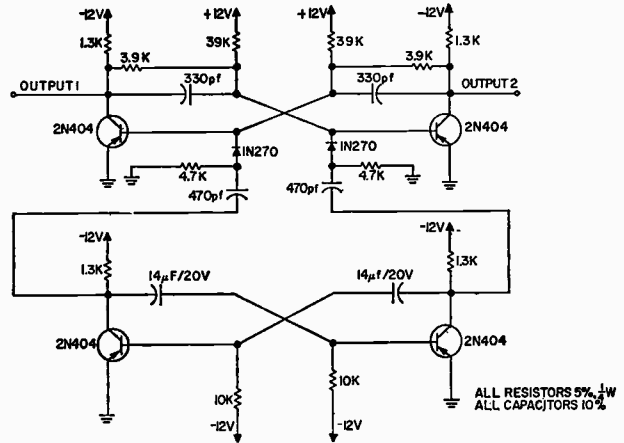 -12V
+12V
+12V
-12V
1.3K
39K
39K
1.3K
3.9K
3.9K
330pf
330pf
OUTPUT 1
OUTPUT 2
2N404
2N404
IN270
IN270
4.7K
4.7K
470pf
470pf
-12V
-12V
1.3K
1.3K
14μF/20V
14μf/20V
2N404
2N404
10K
10K
-12V
-12V
ALL RESISTORS 5%, 1/4W
ALL CAPACITORS 10%